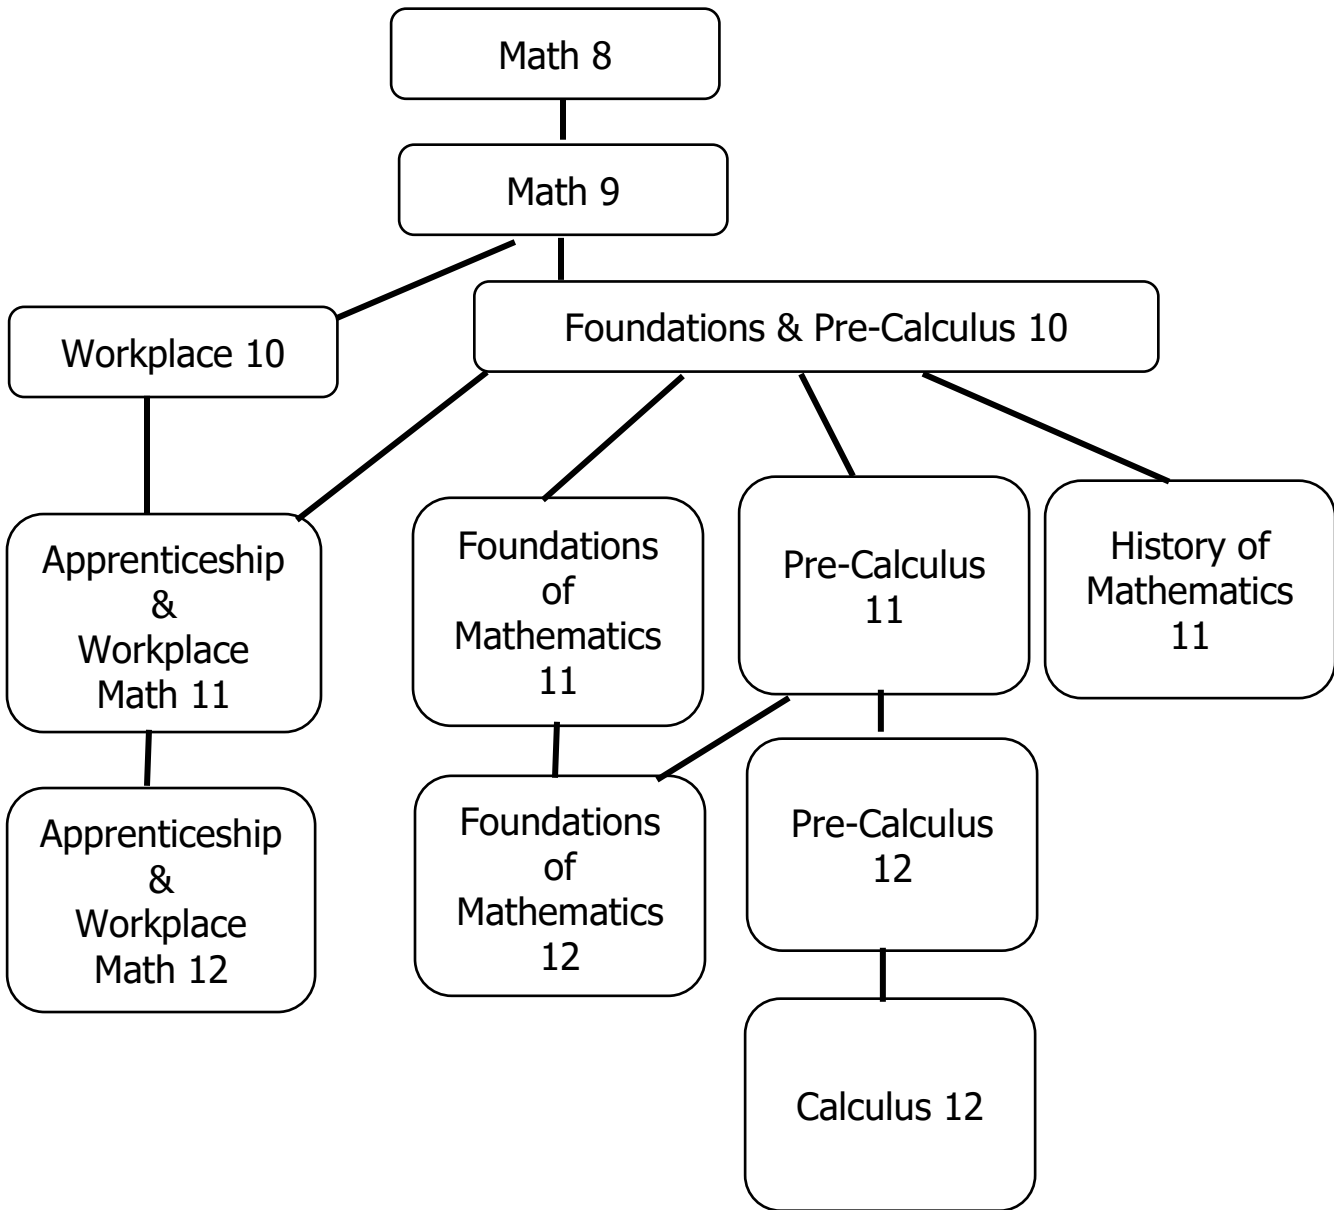 Math 8
Math 9
Workplace 10
Foundations & Pre-Calculus 10
Apprenticeship
&
Workplace
Math 11
Foundations
of
Mathematics
11
Pre-Calculus
11
History of
Mathematics
11
Apprenticeship
&
Workplace
Math 12
Foundations
of
Mathematics
12
Pre-Calculus
12
Calculus 12